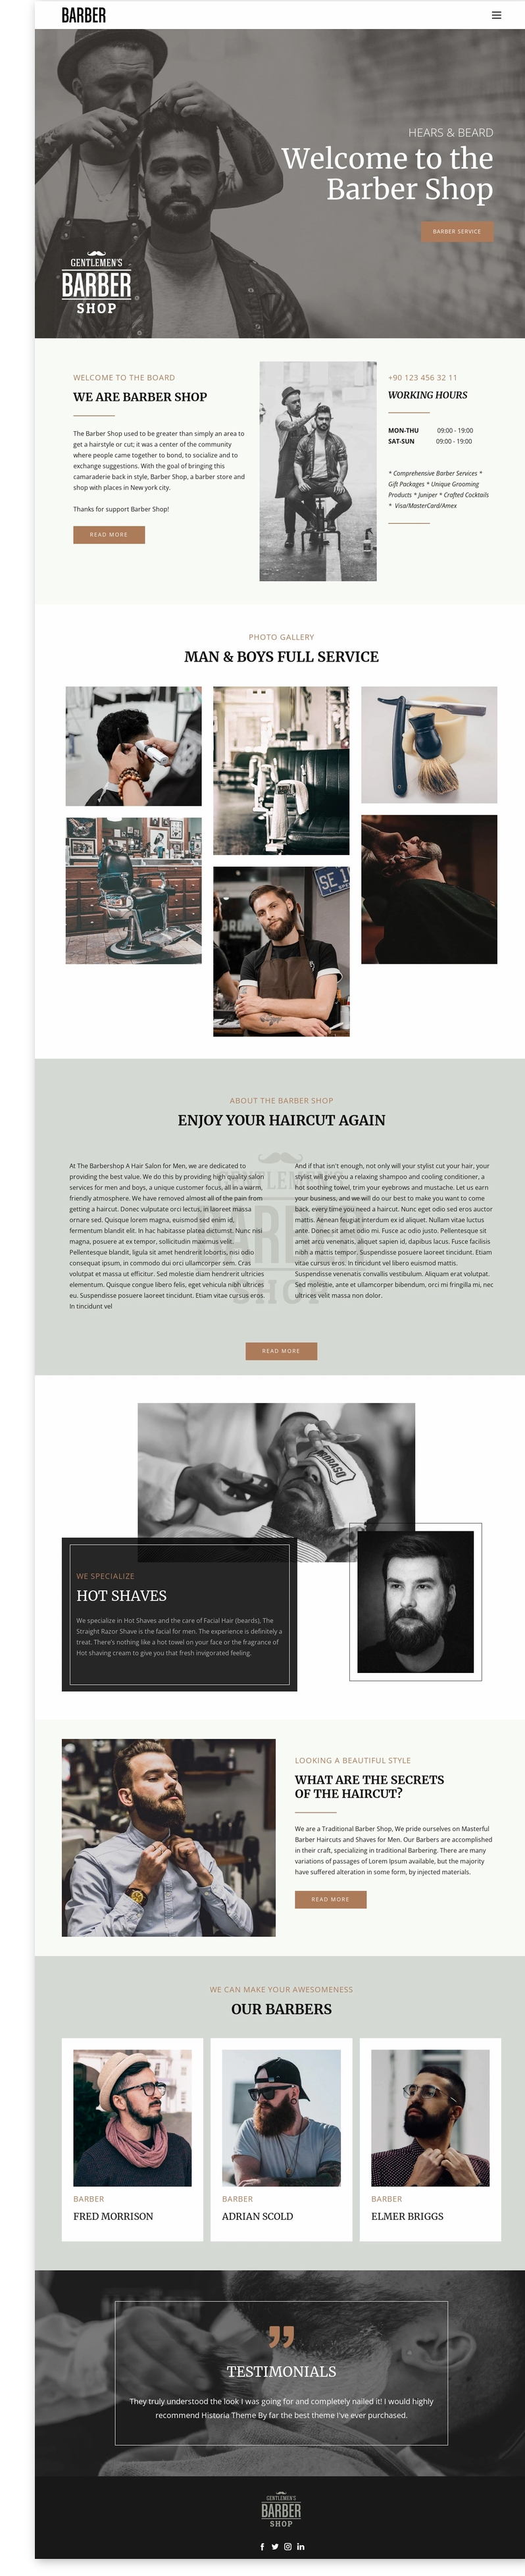 BARBER
HEARS & BEARD
Welcome to the
Barber Shop
BARBER SERVICE
GENTLEMEN'S
BARBER
SHOP
WELCOME TO THE BOARD
WE ARE BARBER SHOP
The Barber Shop used to be greater than simply an area to
get a hairstyle or cut; it was a center of the community
where people came together to bond, to socialize and to
exchange suggestions. With the goal of bringing this
camaraderie back in style, Barber Shop, a barber store and
shop with places in New york city.
Thanks for support Barber Shop!
READ MORE
+90 123 456 32 11
WORKING HOURS
MON-THU 09:00 - 19:00
SAT-SUN 09:00 - 19:00
* Comprehensive Barber Services *
Gift Packages * Unique Grooming
Products * Juniper * Crafted Cocktails
* Visa/MasterCard/Amex
PHOTO GALLERY
MAN & BOYS FULL SERVICE
SE
ABOUT THE BARBER SHOP
ENJOY YOUR HAIRCUT AGAIN
GENTLEMEN'S
BARBER
SHOP
At The Barbershop A Hair Salon for Men, we are dedicated to
providing the best value. We do this by providing high quality salon
services for men and boys, a unique customer focus, all in a warm,
friendly atmosphere. We have removed almost all of the pain from
getting a haircut. Donec vulputate orci lectus, in laoreet massa
ornare sed. Quisque lorem magna, euismod sed enim id,
fermentum blandit elit. In hac habitasse platea dictumst. Nunc nisi
magna, posuere at ex tempor, sollicitudin maximus velit.
Pellentesque blandit, ligula sit amet hendrerit lobortis, nisi odio
consequat ipsum, in commodo dui orci ullamcorper sem. Cras
volutpat et massa ut efficitur. Sed molestie diam hendrerit ultricies
elementum. Quisque congue libero felis, eget vehicula nibh ultrices
eu. Suspendisse posuere laoreet tincidunt. Etiam vitae cursus eros.
In tincidunt vel
And if that isn't enough, not only will your stylist cut your hair, your
stylist will give you a relaxing shampoo and cooling conditioner, a
hot soothing towel, trim your eyebrows and mustache. Let us earn
your business, and we will do our best to make you want to come
back, every time you need a haircut. Nunc eget odio sed eros auctor
mattis. Aenean feugiat interdum ex id aliquet. Nullam vitae luctus
ante. Donec sit amet odio nisl. Fusce ac odio justo. Pellentesque sit
amet arcu venenatis, aliquet sapien id, dapibus lacus. Fusce facilisis
nibh a mattis tempor. Suspendisse posuere laoreet tincidunt. Etiam
vitae cursus eros. In tincidunt vel libero euismod mattis.
Suspendisse venenatis convallis vestibulum. Aliquam erat volutpat.
Sed molestie, ante et ullamcorper bibendum, orci mi fringilla mi, nec
ultrices velit massa non dolor.
READ MORE
PRORASO
WE SPECIALIZE
HOT SHAVES
We specialize in Hot Shaves and the care of Facial Hair (beards), The
Straight Razor Shave is the facial for men. The experience is definitely a
treat. There's nothing like a hot towel on your face or the fragrance of
Hot shaving cream to give you that fresh invigorated feeling.
LOOKING A BEAUTIFUL STYLE
WHAT ARE THE SECRETS
OF THE HAIRCUT?
We are a Traditional Barber Shop, We pride ourselves on Masterful
Barber Haircuts and Shaves for Men. Our Barbers are accomplished
in their craft, specializing in traditional Barbering. There are many
variations of passages of Lorem Ipsum available, but the majority
have suffered alteration in some form, by injected materials.
READ MORE
WE CAN MAKE YOUR AWESOMENESS
OUR BARBERS
BARBER
FRED MORRISON
BARBER
ADRIAN SCOLD
BARBER
ELMER BRIGGS
TESTIMONIALS
They truly understood the look I was going for and completely nailed it! I would highly
recommend Historia Theme By far the best theme I've ever purchased.
GENTLEMEN'S
BARBER
SHOP